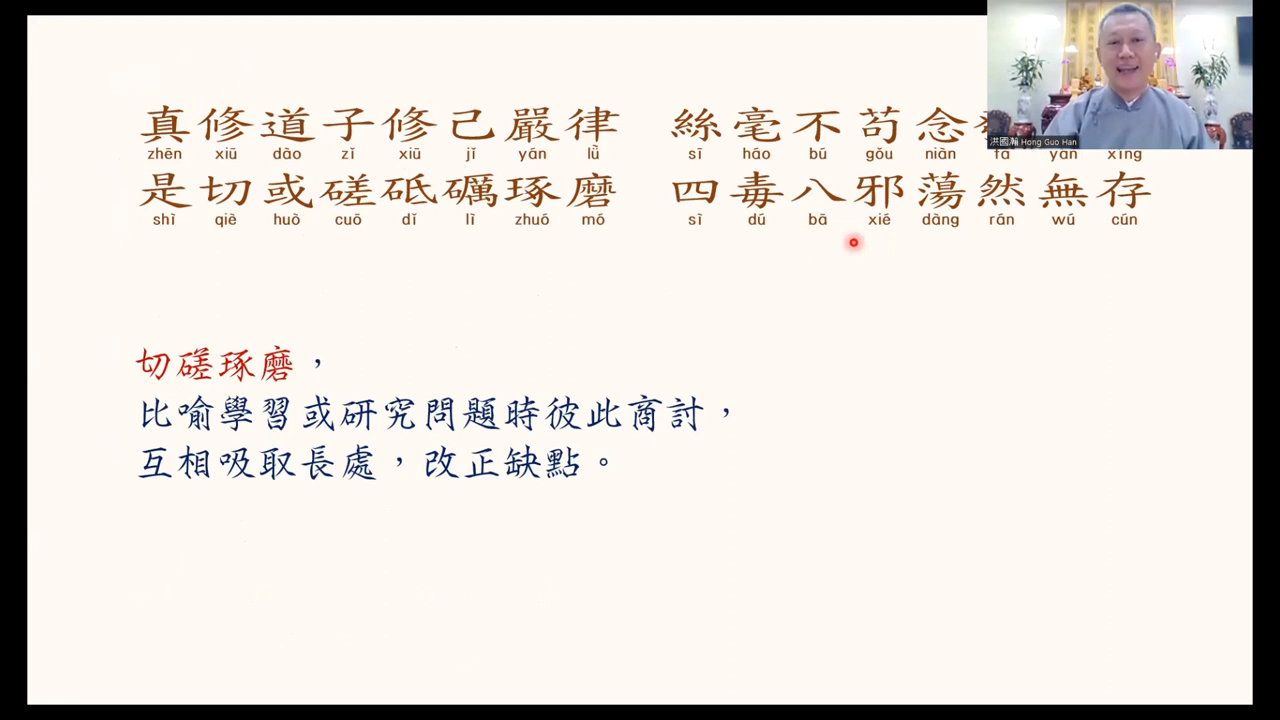 真修道子修己嚴律 絲毫不苟念
zhēn xiū dào zǐ xiū jǐ yán lǜ sī háo bú gǒu niàn fā yán xíng
是切或磋砥礪琢磨 四毒八邪蕩然無存
shì qiè huò cuō dǐ lì zhuó mó sì dú bā xié dàng rán wú cún
切磋琢磨，
比喻學習或研究問題時彼此商討，
互相吸取長處，改正缺點。
洪國瀚 Hong Guo Han